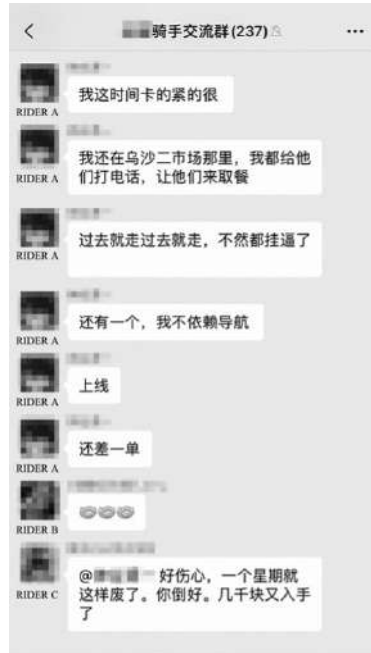 骑手交流群(237)
我这时间卡的紧的很
RIDER A
我还在乌沙二市场那里，我都给他
们打电话，让他们来取餐
RIDER A
过去就走过去就走，不然都挂逼了
RIDER A
还有一个，我不依赖导航
RIDER A
上线
RIDER A
还差一单
RIDER A
RIDER B
@ 好伤心，一个星期就
这样废了。你倒好。几千块又入手
了
RIDER C